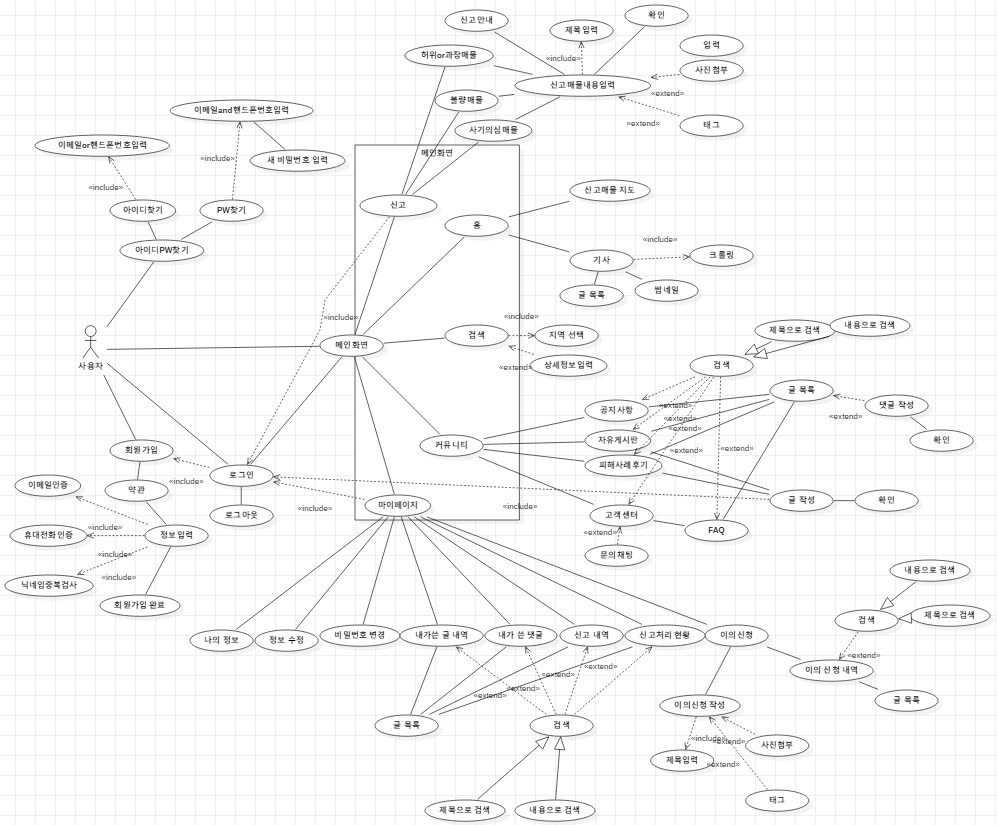 확인
신고안내
제목입력
입력
허위or과장매물
«include»
사진첨부
신고매물내용입력
«extend»
불량매물
이메일and핸드폰번호입력
태그
«extend»
사기의심매물
이메일or핸드폰번호입력
메인화면
«include»
새 비밀번호 입력
«include»
신고매물 지도
신고
아이디찾기
PW찾기
홈
«include»
아이디PW찾기
크롤링
기사
글 목록
썸네일
«include»
«include»
제목으로 검색
내용으로 검색
사용자
메인화면
검색
지역 선택
«extend»
상세정보입력
검색
글 목록
공지사항
«extend»
댓글 작성
«extend»
«extend»
«extend»
자유게시판
확인
커뮤니티
«extend»
«extend»
회원가입
피해사례후기
로그인
«include»
이메일인증
약관
글 작성
확인
마이페이지
«include»
«include»
로그아웃
고객센터
«include»
휴대전화인증
정보입력
«extend»
FAQ
«include»
문의채팅
«include»
닉네임중복검사
내용으로 검색
회원가입 완료
제목으로 검색
검색
나의 정보
정보 수정
비밀번호 변경
내가쓴 글 내역
내가 쓴 댓글
신고 내역
신고처리 현황
이의신청
«extend»
«extend»
이의 신청 내역
«extend»
«extend»
«extend»
글 목록
이의신청 작성
글 목록
검색
«include»
«extend»
사진첨부
제목입력
«extend»
태그
제목으로 검색
내용으로 검색